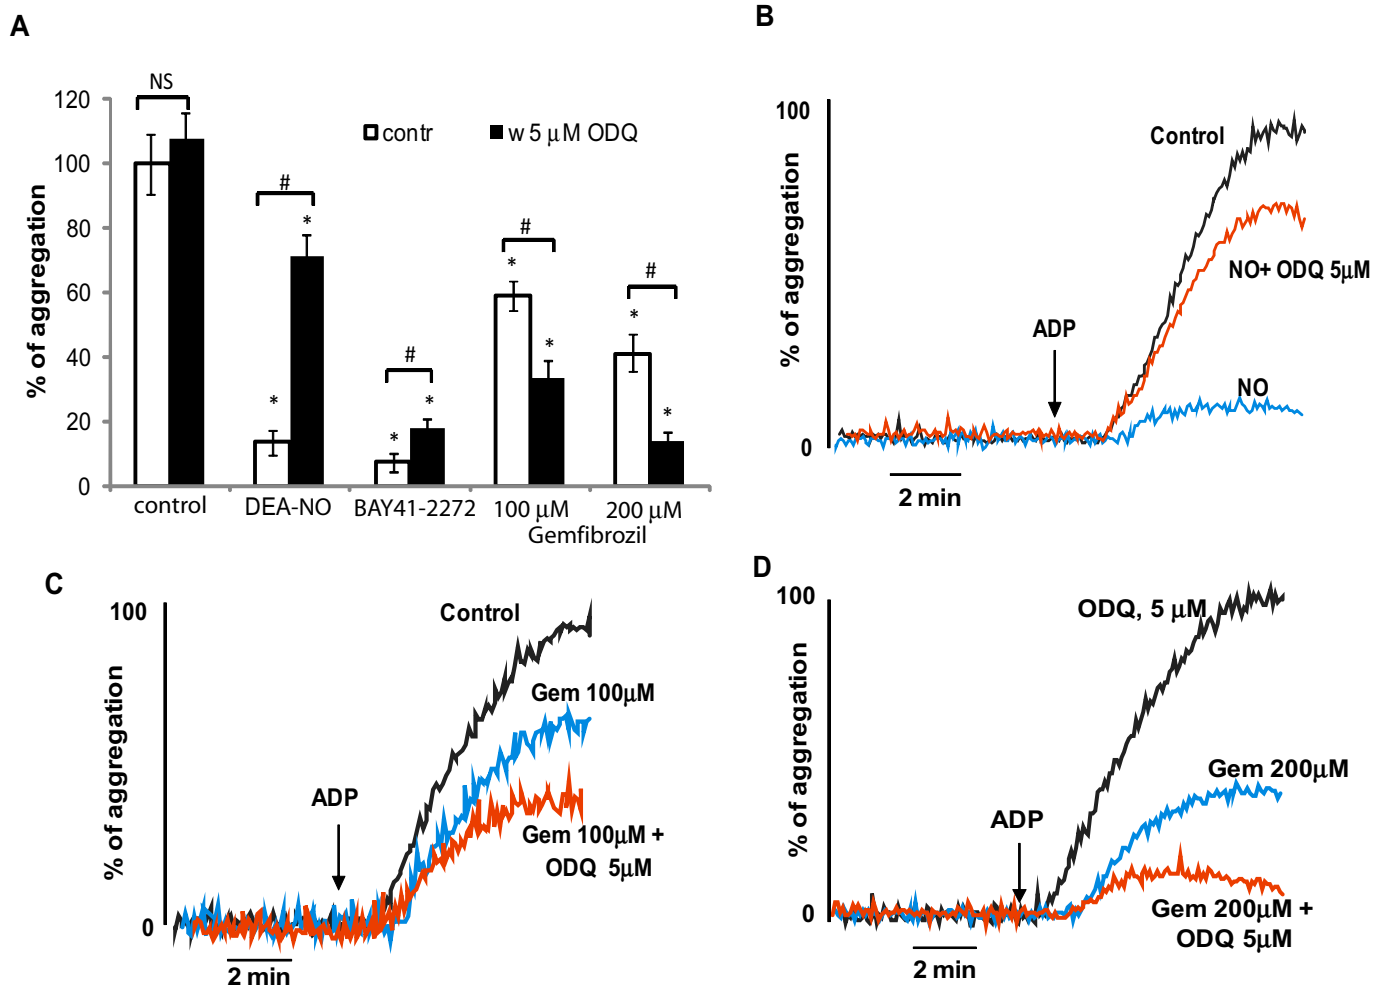 A
NS
120
100
80
60
40
20
0
% of aggregation
contr
w 5 μM ODQ
#
*
*
#
*
*
#
*
*
#
*
*
control
DEA-NO
BAY41-2272
100 μM
200 μM
Gemfibrozil
B
100
0
% of aggregation
Control
NO+ ODQ 5μM
ADP
NO
2 min
C
100
0
% of aggregation
Control
Gem 100μM
ADP
Gem 100μM +
ODQ 5μM
2 min
D
100
0
% of aggregation
ODQ, 5 μM
Gem 200μM
ADP
Gem 200μM +
ODQ 5μM
2 min